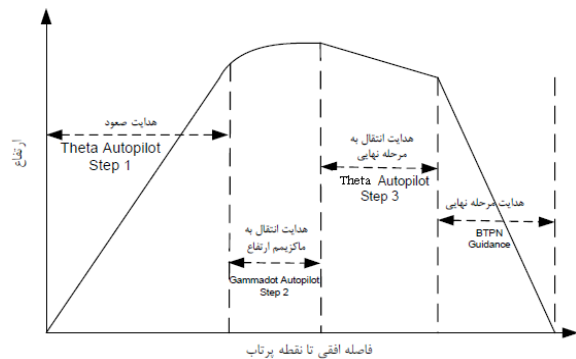 ارتفاع
هدایت صعود
Theta Autopilot
Step 1
هدایت انتقال به
ماکزیمم ارتفاع
Gammadot Autopilot
Step 2
هدایت انتقال به
مرحله نهایی
Theta Autopilot
Step 3
هدایت مرحله نهایی
BTPN
Guidance
فاصله افقی تا نقطه پرتاب